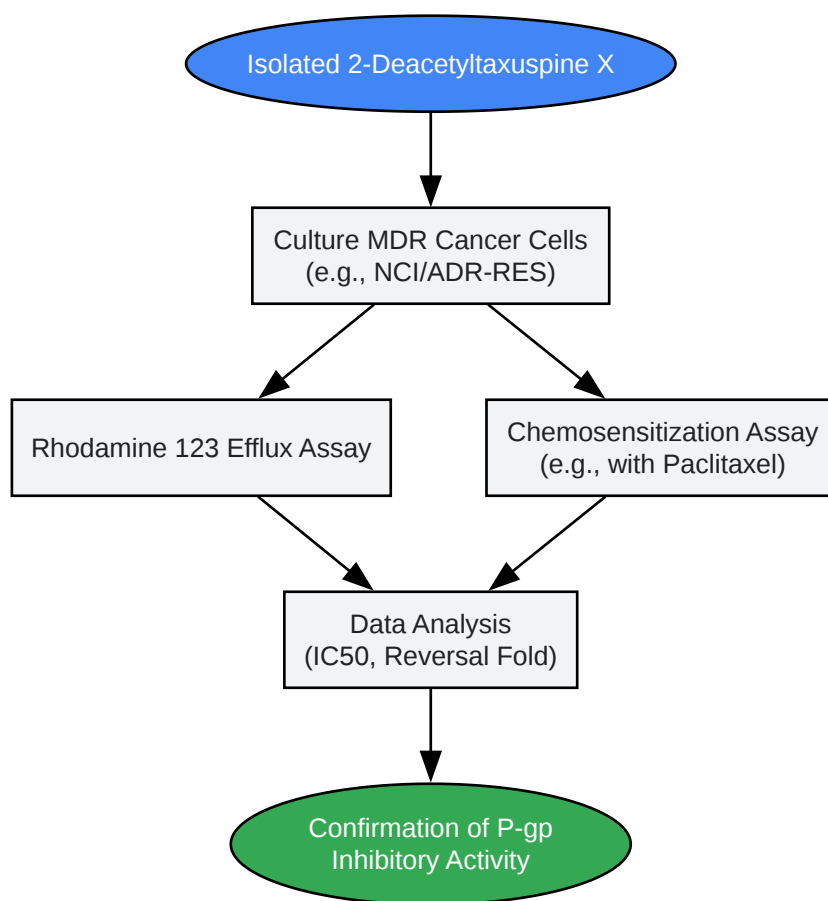 Isolated 2-Deacetyltaxuspine X
Culture MDR Cancer Cells
(e.g., NCI/ADR-RES)
Rhodamine 123 Efflux Assay
Chemosensitization Assay
(e.g., with Paclitaxel)
Data Analysis
(IC50, Reversal Fold)
Confirmation of P-gp
Inhibitory Activity